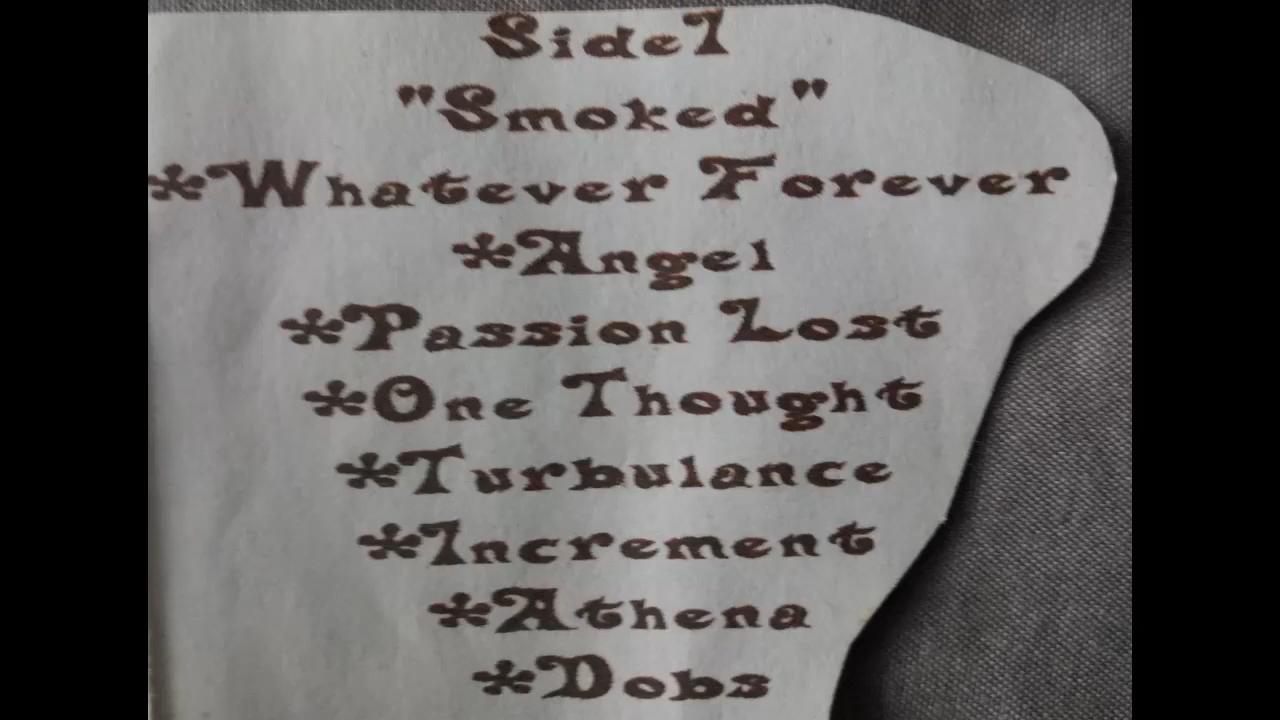 Side1
"Smoked"
*Whatever Forever
*Angel
*Passion Lost
*One Thought
*Turbulance
*Increment
*Athena
*Dobs